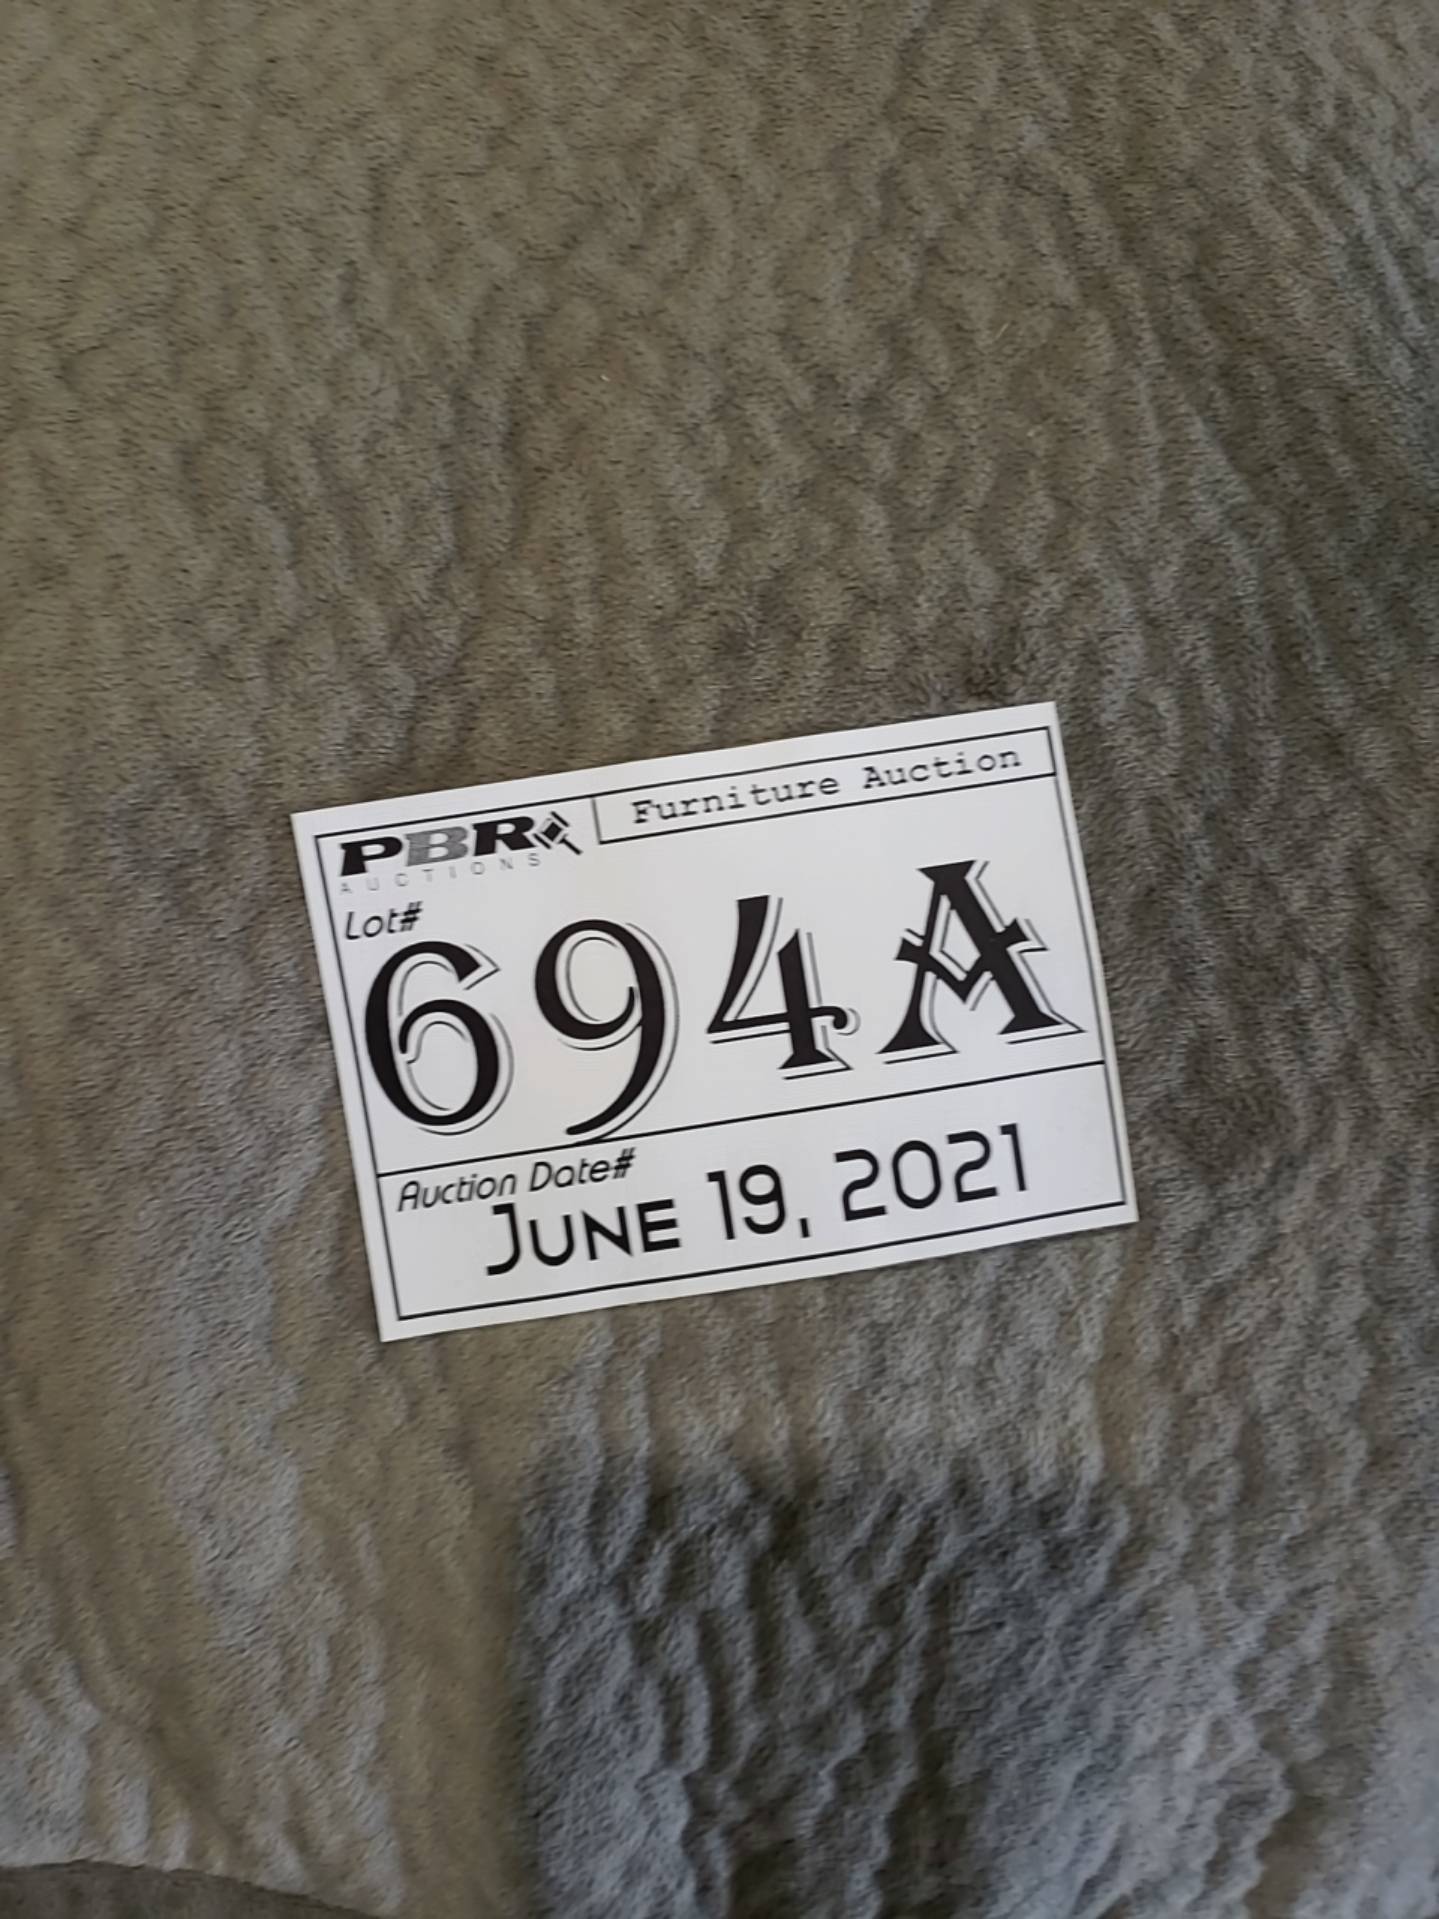 PBR
AUCTIONS
Furniture Auction
Lot#
694A
Auction Date#
JUNE 19, 2021